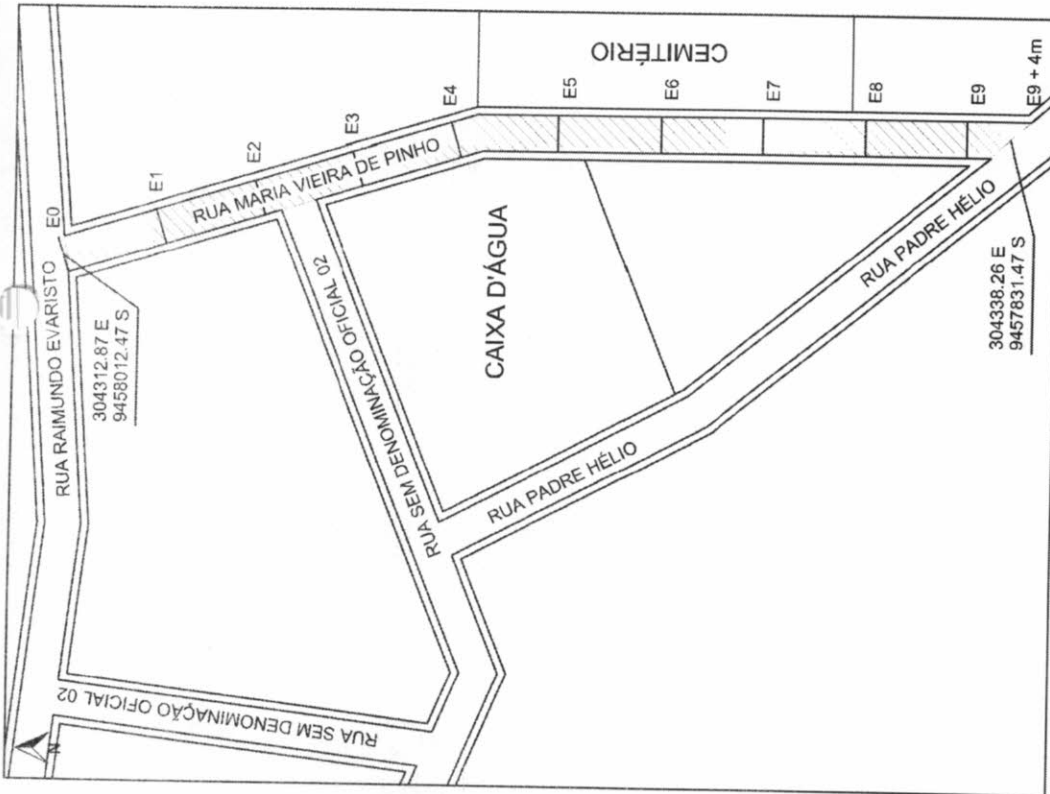 RUA RAIMUNDO EVARISTO
E0
304312.87 E
9458012.47 S
E1
E2
E3
E4
RUA MARIA VIEIRA DE PINHO
CEMITÉRIO
E5
E6
E7
E8
E9
E9 + 4m
CAIXA D'ÁGUA
RUA SEM DENOMINAÇÃO OFICIAL 02
RUA PADRE HÉLIO
RUA PADRE HÉLIO
304338.26 E
9457831.47 S
RUA SEM DENOMINAÇÃO OFICIAL 02
N